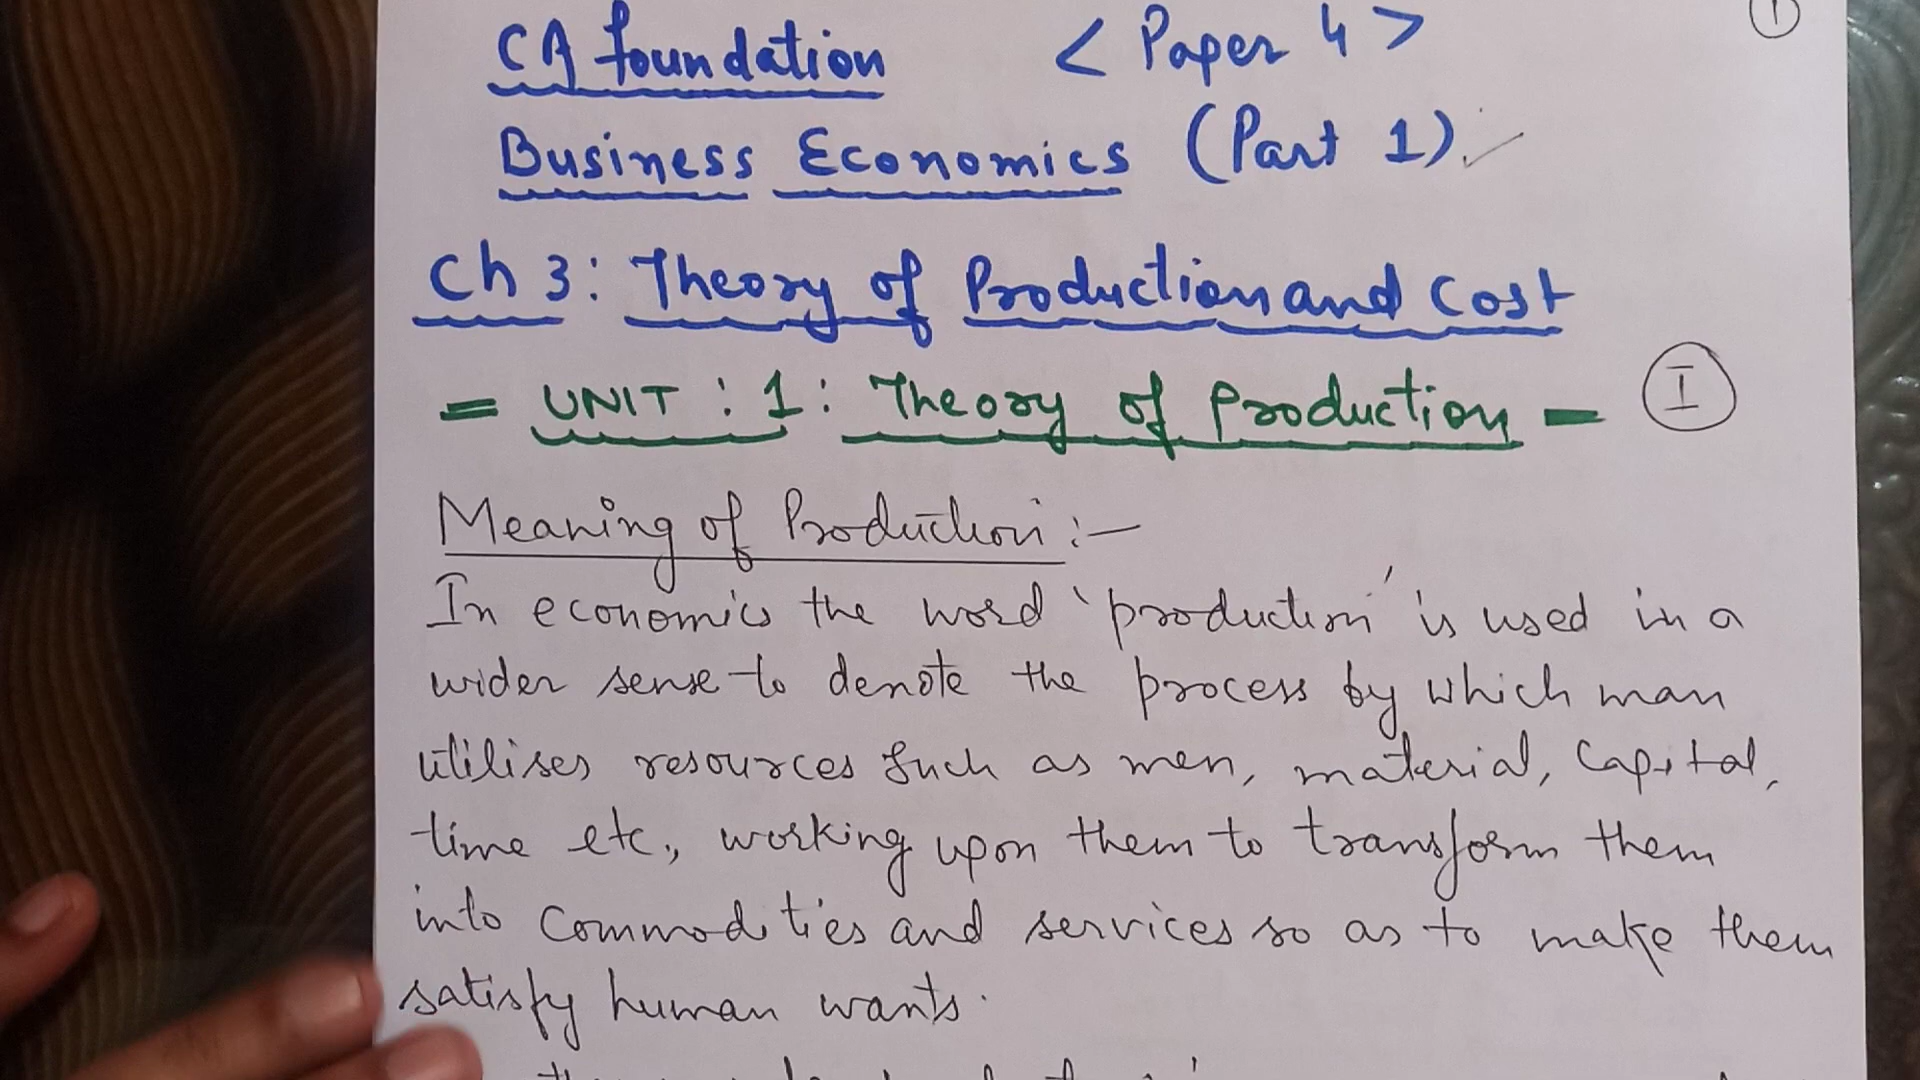 1
CA foundation < Paper 4 >
Business Economics (Part 1).
Ch 3: Theory of Production and Cost
= UNIT : 1 : Theory of Production - I
Meaning of Production :-
In economics the word 'production' is used in a
wider sense to denote the process by which man
utilises resources such as men, material, Capital,
time etc., working upon them to transform them
into commodities and services so as to make them
satisfy human wants.